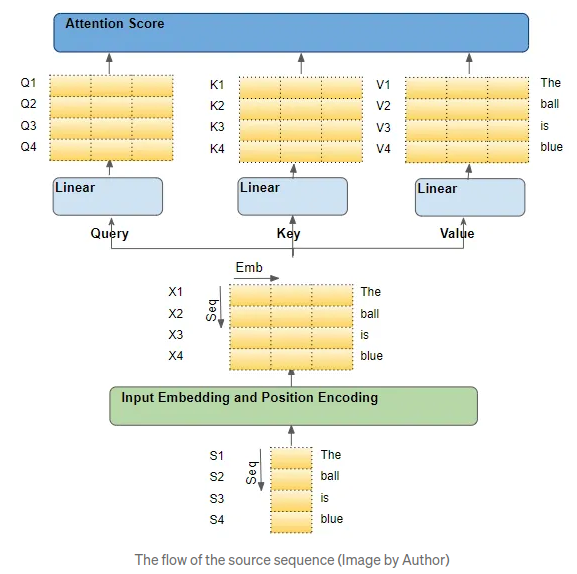 Attention Score
Q1
Q2
Q3
Q4
K1
K2
K3
K4
V1 The
V2 ball
V3 is
V4 blue
Linear
Linear
Linear
Query
Key
Value
Emb
Seq
X1 The
X2 ball
X3 is
X4 blue
Input Embedding and Position Encoding
Seq
S1 The
S2 ball
S3 is
S4 blue
The flow of the source sequence (Image by Author)